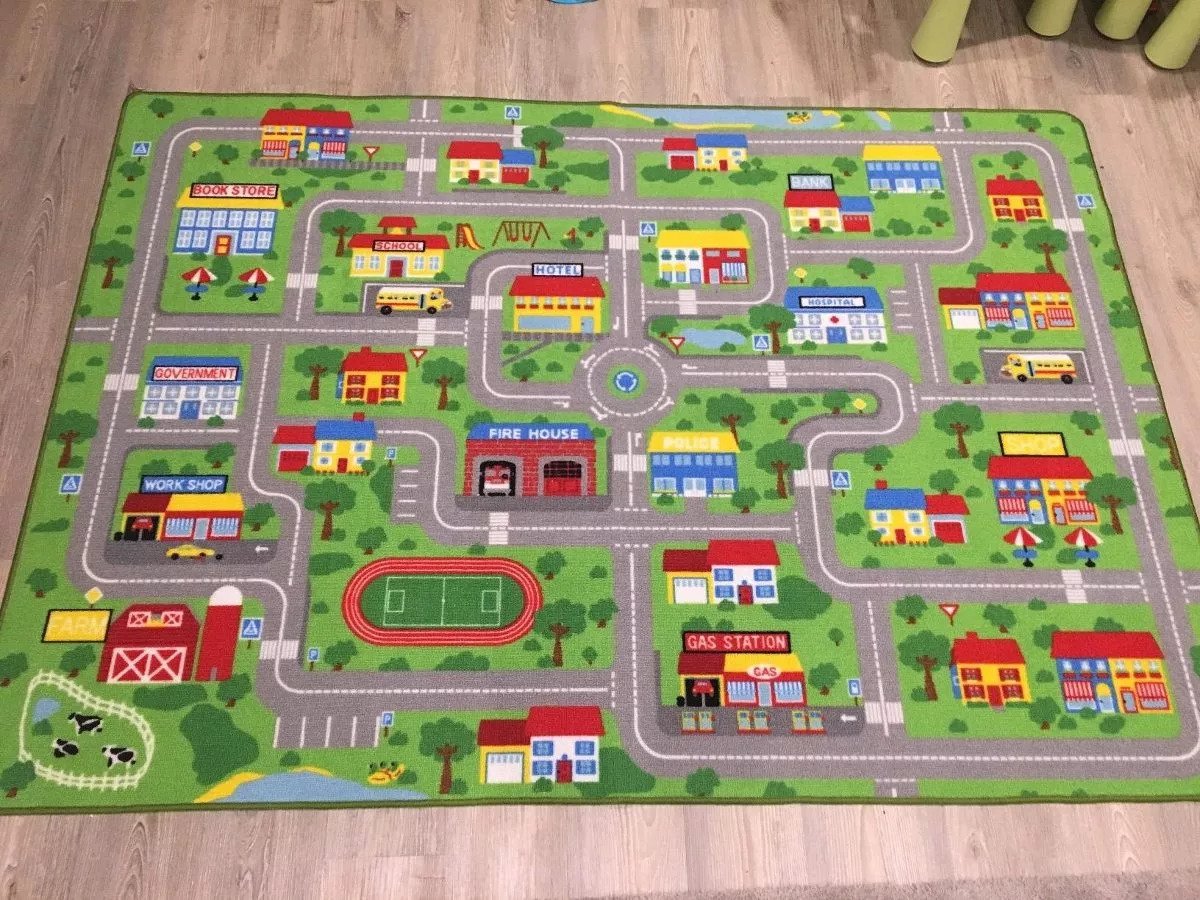 BOOK STORE
BANK
SCHOOL
HOTEL
HOSPITAL
GOVERNMENT
FIRE HOUSE
POLICE
SHOP
WORK SHOP
P
FARM
GAS STATION
GAS
P
P